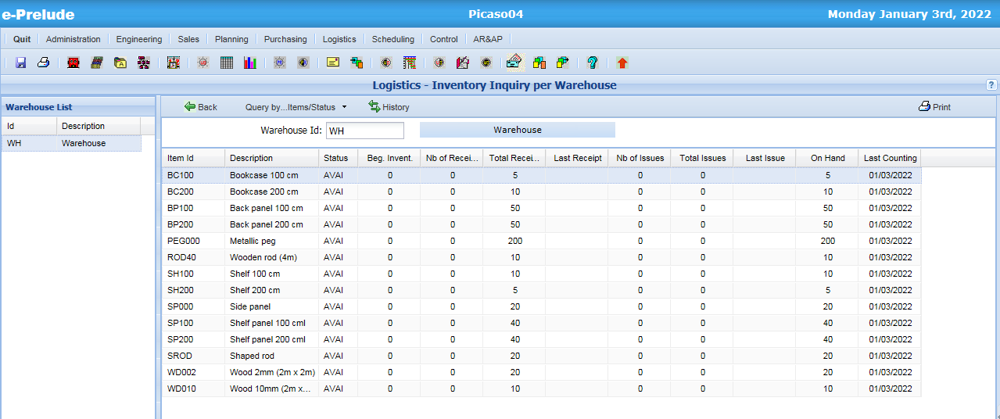 e-Prelude Picaso04 Monday January 3rd, 2022
Quit Administration Engineering Sales Planning Purchasing Logistics Scheduling Control AR&AP
Logistics - Inventory Inquiry per Warehouse ?
Warehouse List
Id Description
WH Warehouse
Back Query by...Items/Status History Print
Warehouse Id: WH Warehouse
Item Id Description Status Beg. Invent. Nb of Recei... Total Recei... Last Receipt Nb of Issues Total Issues Last Issue On Hand Last Counting
BC100 Bookcase 100 cm AVAI 0 0 5 0 0 5 01/03/2022
BC200 Bookcase 200 cm AVAI 0 0 10 0 0 10 01/03/2022
BP100 Back panel 100 cm AVAI 0 0 50 0 0 50 01/03/2022
BP200 Back panel 200 cm AVAI 0 0 50 0 0 50 01/03/2022
PEG000 Metallic peg AVAI 0 0 200 0 0 200 01/03/2022
ROD40 Wooden rod (4m) AVAI 0 0 10 0 0 10 01/03/2022
SH100 Shelf 100 cm AVAI 0 0 10 0 0 10 01/03/2022
SH200 Shelf 200 cm AVAI 0 0 5 0 0 5 01/03/2022
SP000 Side panel AVAI 0 0 20 0 0 20 01/03/2022
SP100 Shelf panel 100 cml AVAI 0 0 40 0 0 40 01/03/2022
SP200 Shelf panel 200 cml AVAI 0 0 40 0 0 40 01/03/2022
SROD Shaped rod AVAI 0 0 20 0 0 20 01/03/2022
WD002 Wood 2mm (2m x 2m) AVAI 0 0 20 0 0 20 01/03/2022
WD010 Wood 10mm (2m x... AVAI 0 0 10 0 0 10 01/03/2022